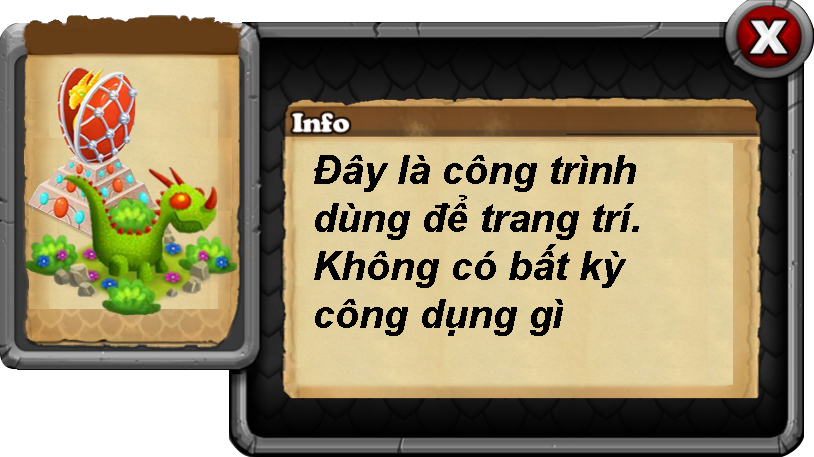 X
Info
Đây là công trình
dùng để trang trí.
Không có bất kỳ
công dụng gì